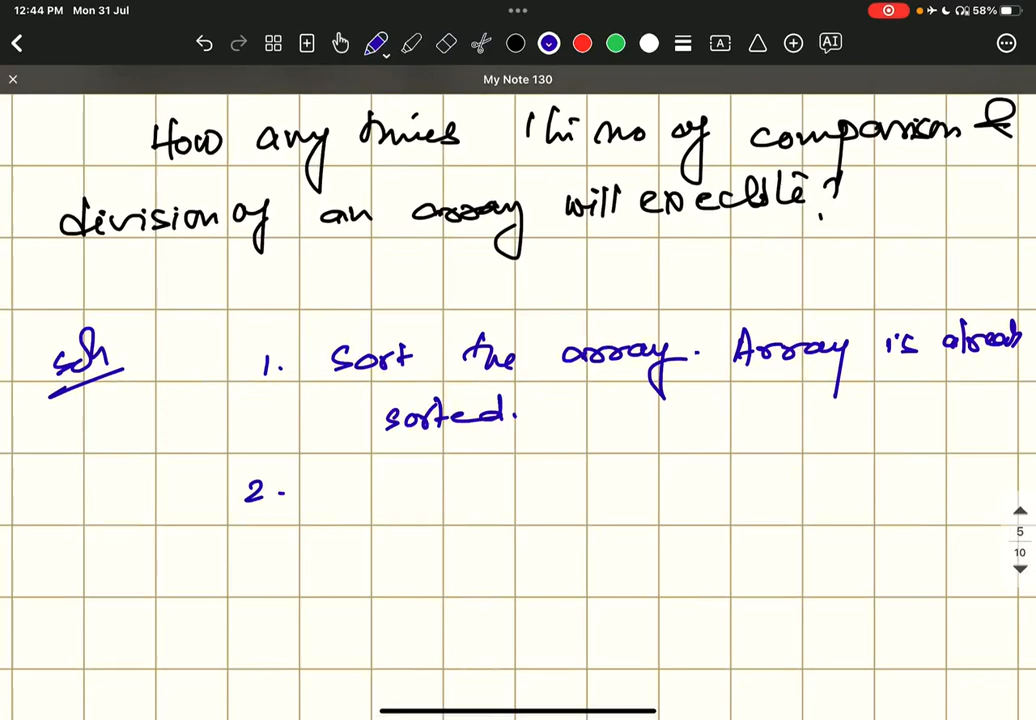 12:44 PM Mon 31 Jul
58%
A
AI
My Note 130
How any times the no of comparison &
division of an array will execute?
Soln 1. Sort the array. Array is already
sorted.
2.
5
10